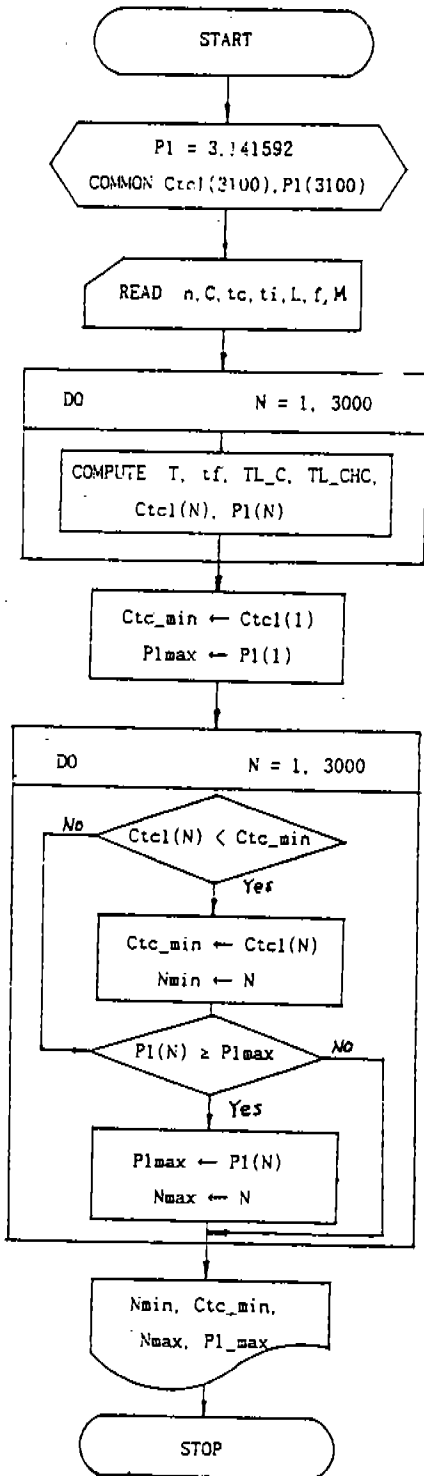 START
P1 = 3.141592
COMMON Ctc1(3100), P1(3100)
READ n, C, tc, ti, L, f, M
DO N = 1, 3000
COMPUTE T, tf, TL_C, TL_CHC,
Ctc1(N), P1(N)
Ctc_min ← Ctc1(1)
P1max ← P1(1)
DO N = 1, 3000
No
Ctc1(N) < Ctc_min
Yes
Ctc_min ← Ctc1(N)
Nmin ← N
P1(N) ≥ P1max
No
Yes
P1max ← P1(N)
Nmax ← N
Nmin, Ctc_min,
Nmax, P1_max
STOP